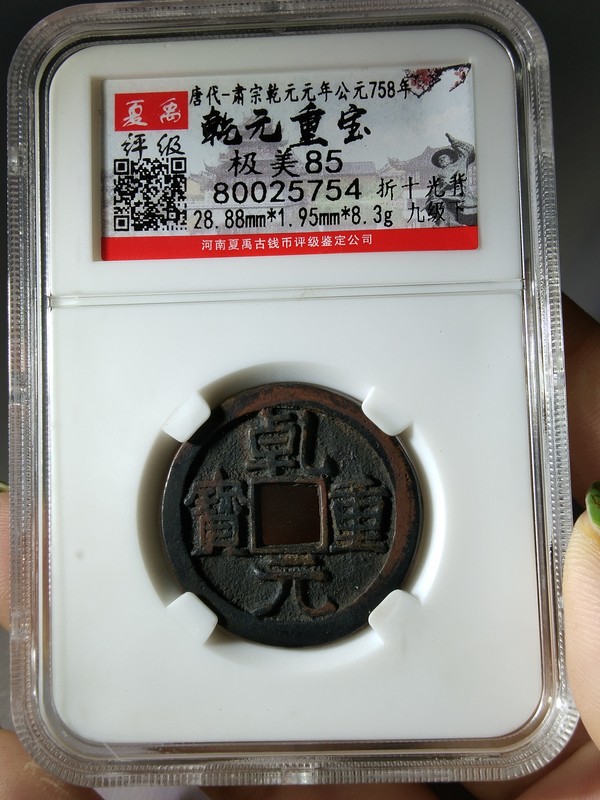 唐代-肃宗乾元元年公元758年
夏禹
评级
乾元重宝
极美85
80025754 折十光背
28.88mm*1.95mm*8.3g 九级上
河南夏禹古钱币评级鉴定公司
乾元重寶